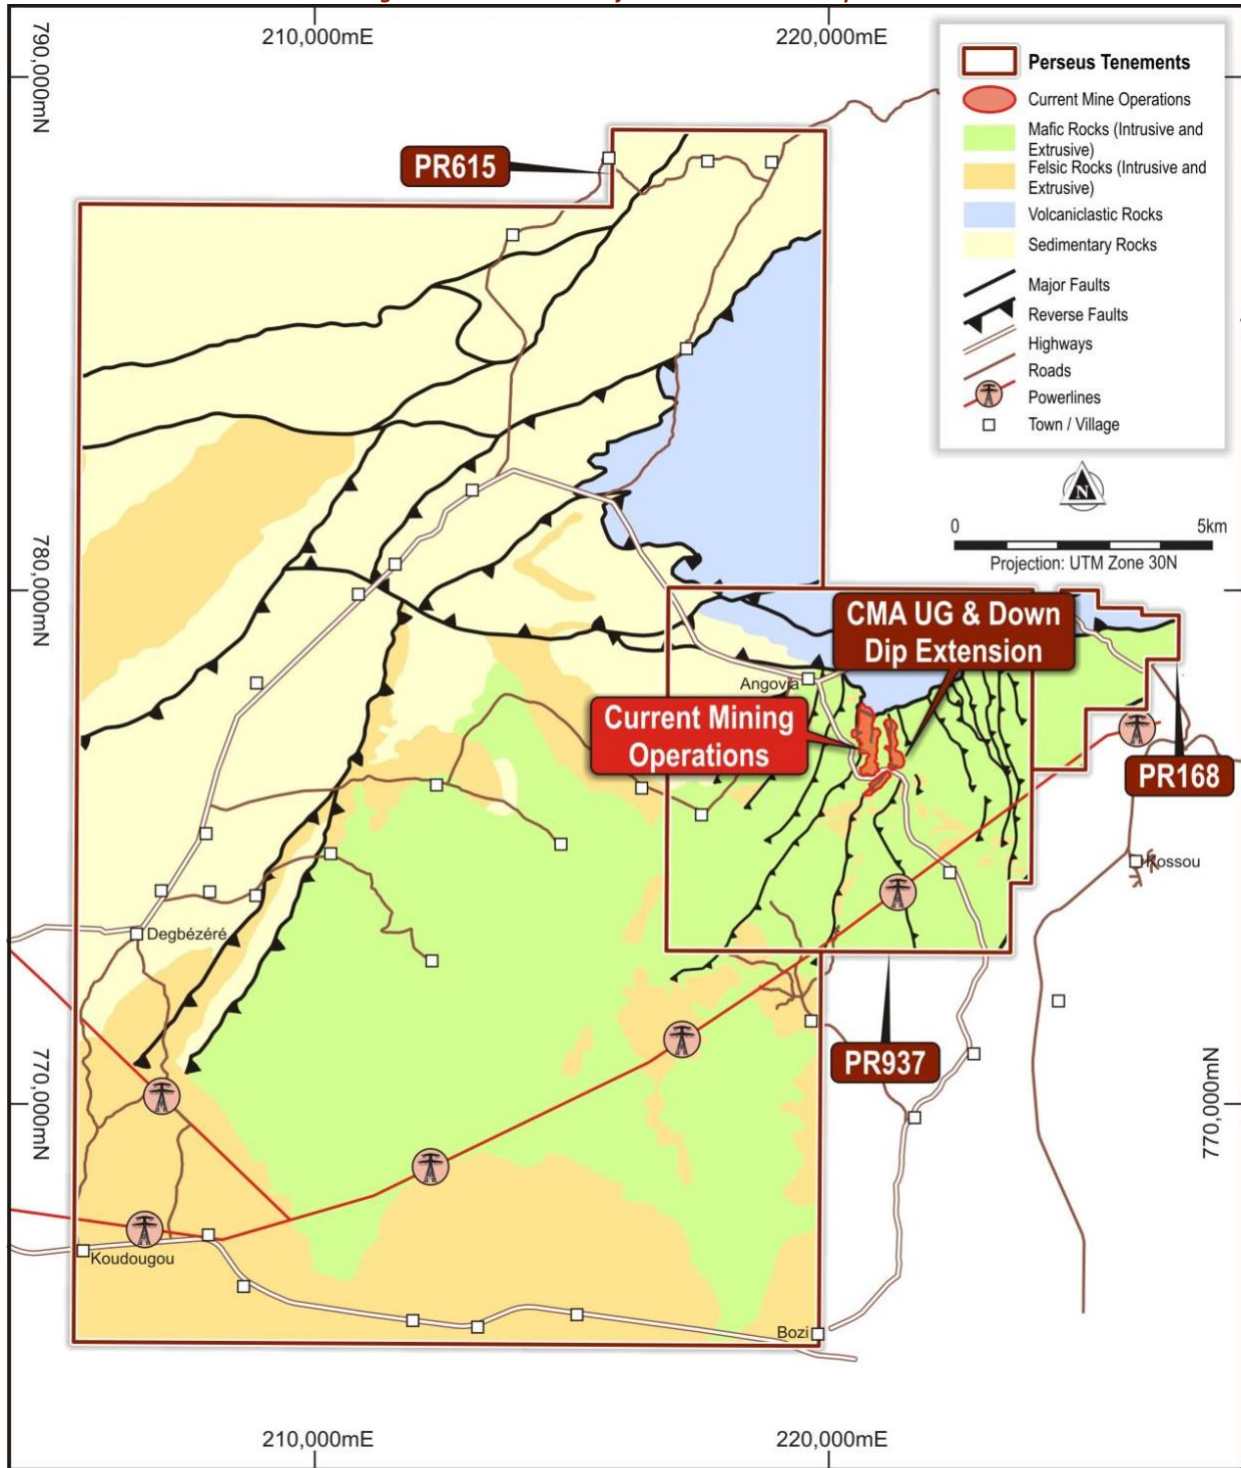 210,000mE
220,000mE
790,000mN
Perseus Tenements
Current Mine Operations
Mafic Rocks (Intrusive and
Extrusive)
Felsic Rocks (Intrusive and
Extrusive)
Volcaniclastic Rocks
Sedimentary Rocks
Major Faults
Reverse Faults
Highways
Roads
Powerlines
Town / Village
PR615
N
0
5km
Projection: UTM Zone 30N
780,000mN
CMA UG & Down
Dip Extension
Angovia
Current Mining
Operations
PR168
Kossou
Degbézéré
PR937
770,000mN
770,000mN
Koudougou
Bozi
210,000mE
220,000mE